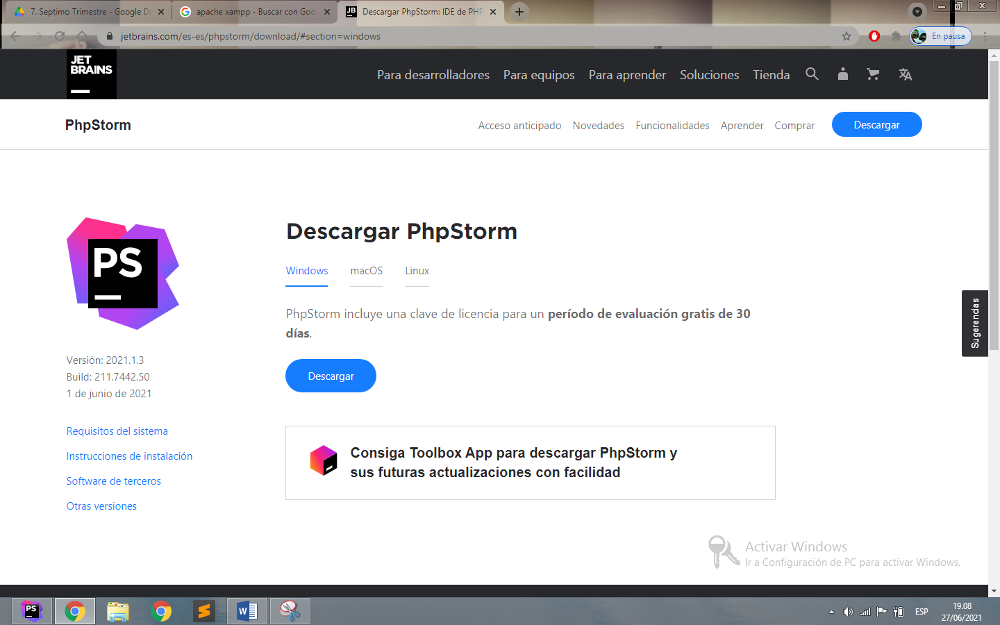 7. Septimo Trimestre - Google D
apache xampp - Buscar con Goo
Descargar PhpStorm: IDE de PHP
jetbrains.com/es-es/phpstorm/download/#section=windows
En pausa
JET
BRAINS
Para desarrolladores Para equipos Para aprender Soluciones Tienda
PhpStorm
Acceso anticipado Novedades Funcionalidades Aprender Comprar Descargar
PS
Descargar PhpStorm
Windows macOS Linux
PhpStorm incluye una clave de licencia para un período de evaluación gratis de 30
días.
Descargar
Sugerendas
Versión: 2021.1.3
Build: 211.7442.50
1 de junio de 2021
Requisitos del sistema
Instrucciones de instalación
Software de terceros
Otras versiones
Consiga Toolbox App para descargar PhpStorm y
sus futuras actualizaciones con facilidad
Activar Windows
Ir a Configuración de PC para activar Windows.
PS
ESP
19.08
27/06/2021